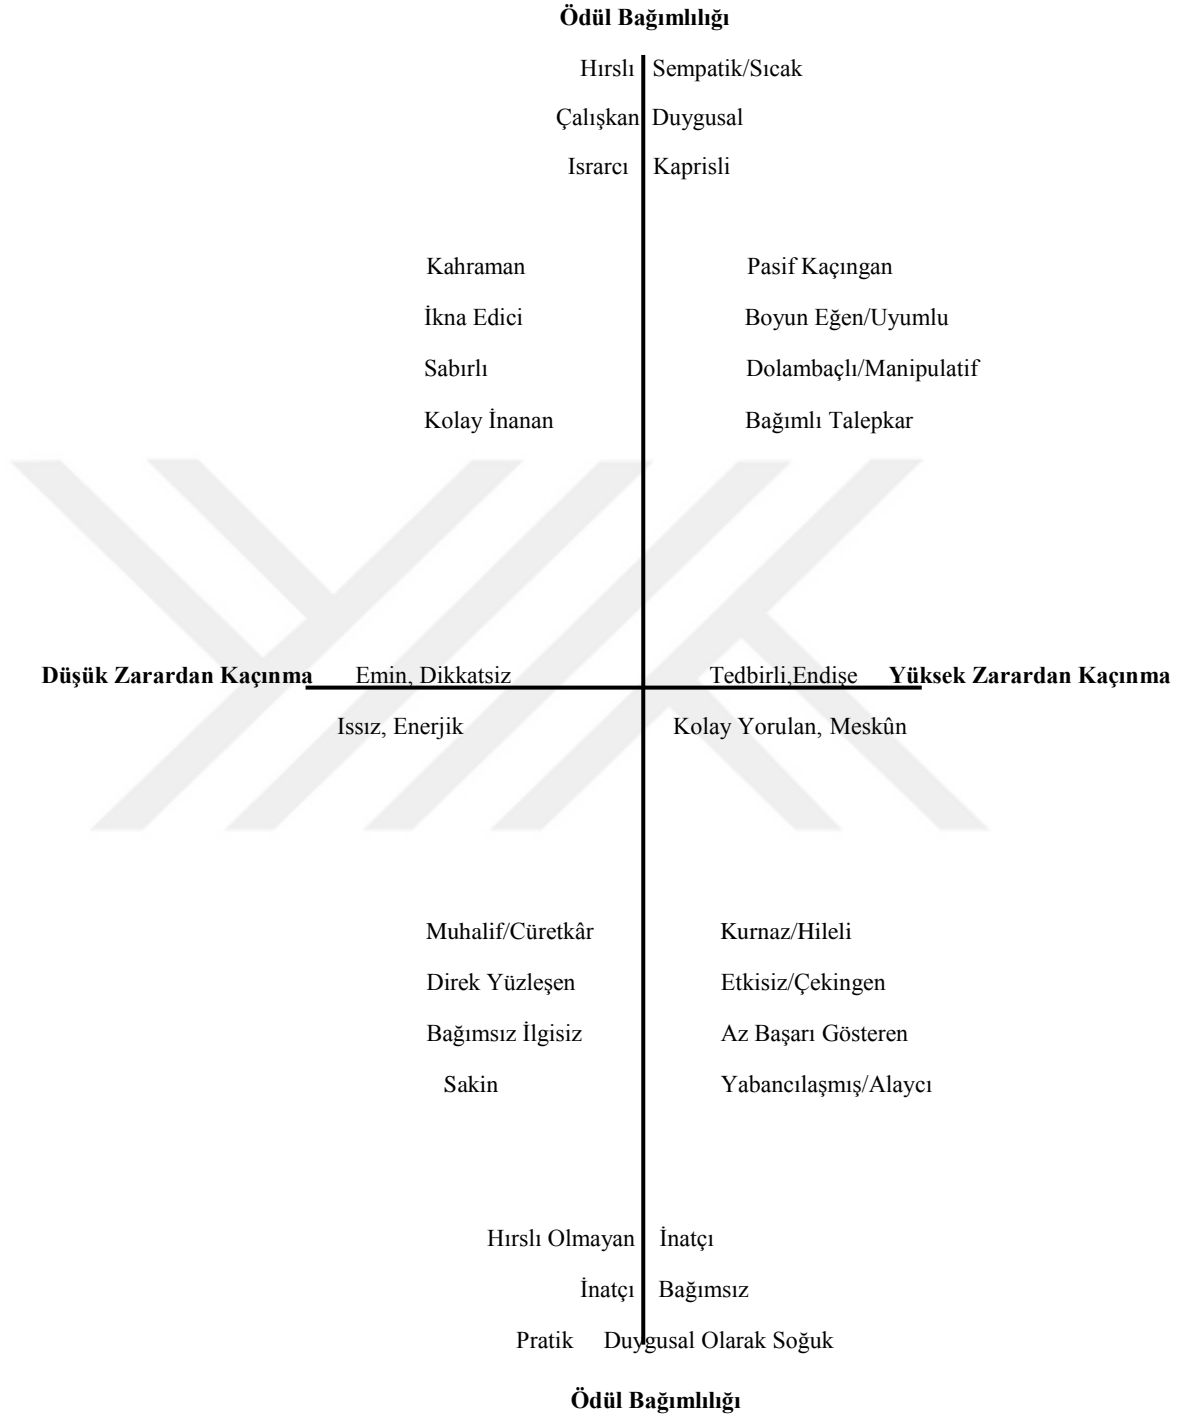 Ödül Bağımlılığı
Hırslı Sempatik/Sıcak
Çalışkan Duygusal
Israrcı Kaprisli
Kahraman Pasif Kaçıngan
İkna Edici Boyun Eğen/Uyumlu
Sabırlı Dolambaçlı/Manipulatif
Kolay İnanan Bağımlı Talepkar
Düşük Zarardan Kaçınma Emin, Dikkatsiz Tedbirli,Endişe Yüksek Zarardan Kaçınma
Issız, Enerjik Kolay Yorulan, Meskûn
Muhalif/Cüretkâr Kurnaz/Hileli
Direk Yüzleşen Etkisiz/Çekingen
Bağımsız İlgisiz Az Başarı Gösteren
Sakin Yabancılaşmış/Alaycı
Hırslı Olmayan İnatçı
İnatçı Bağımsız
Pratik Duygusal Olarak Soğuk
Ödül Bağımlılığı